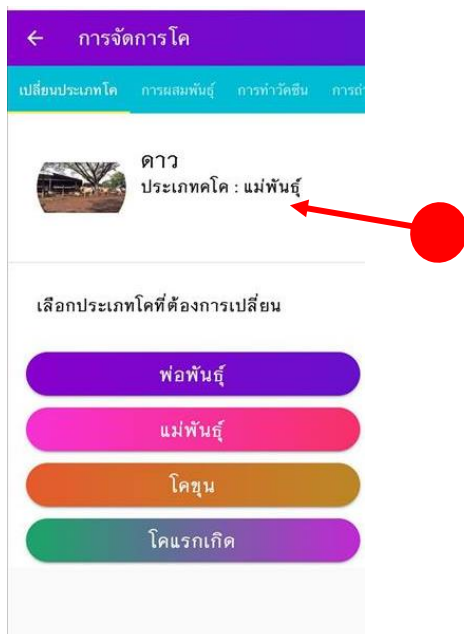 การจัดการโค
เปลี่ยนประเภทโค การผสมพันธุ์ การทำวัคซีน
ดาว
ประเภทคโค : แม่พันธุ์
เลือกประเภทโคที่ต้องการเปลี่ยน
พ่อพันธุ์
แม่พันธุ์
โคขุน
โคแรกเกิด